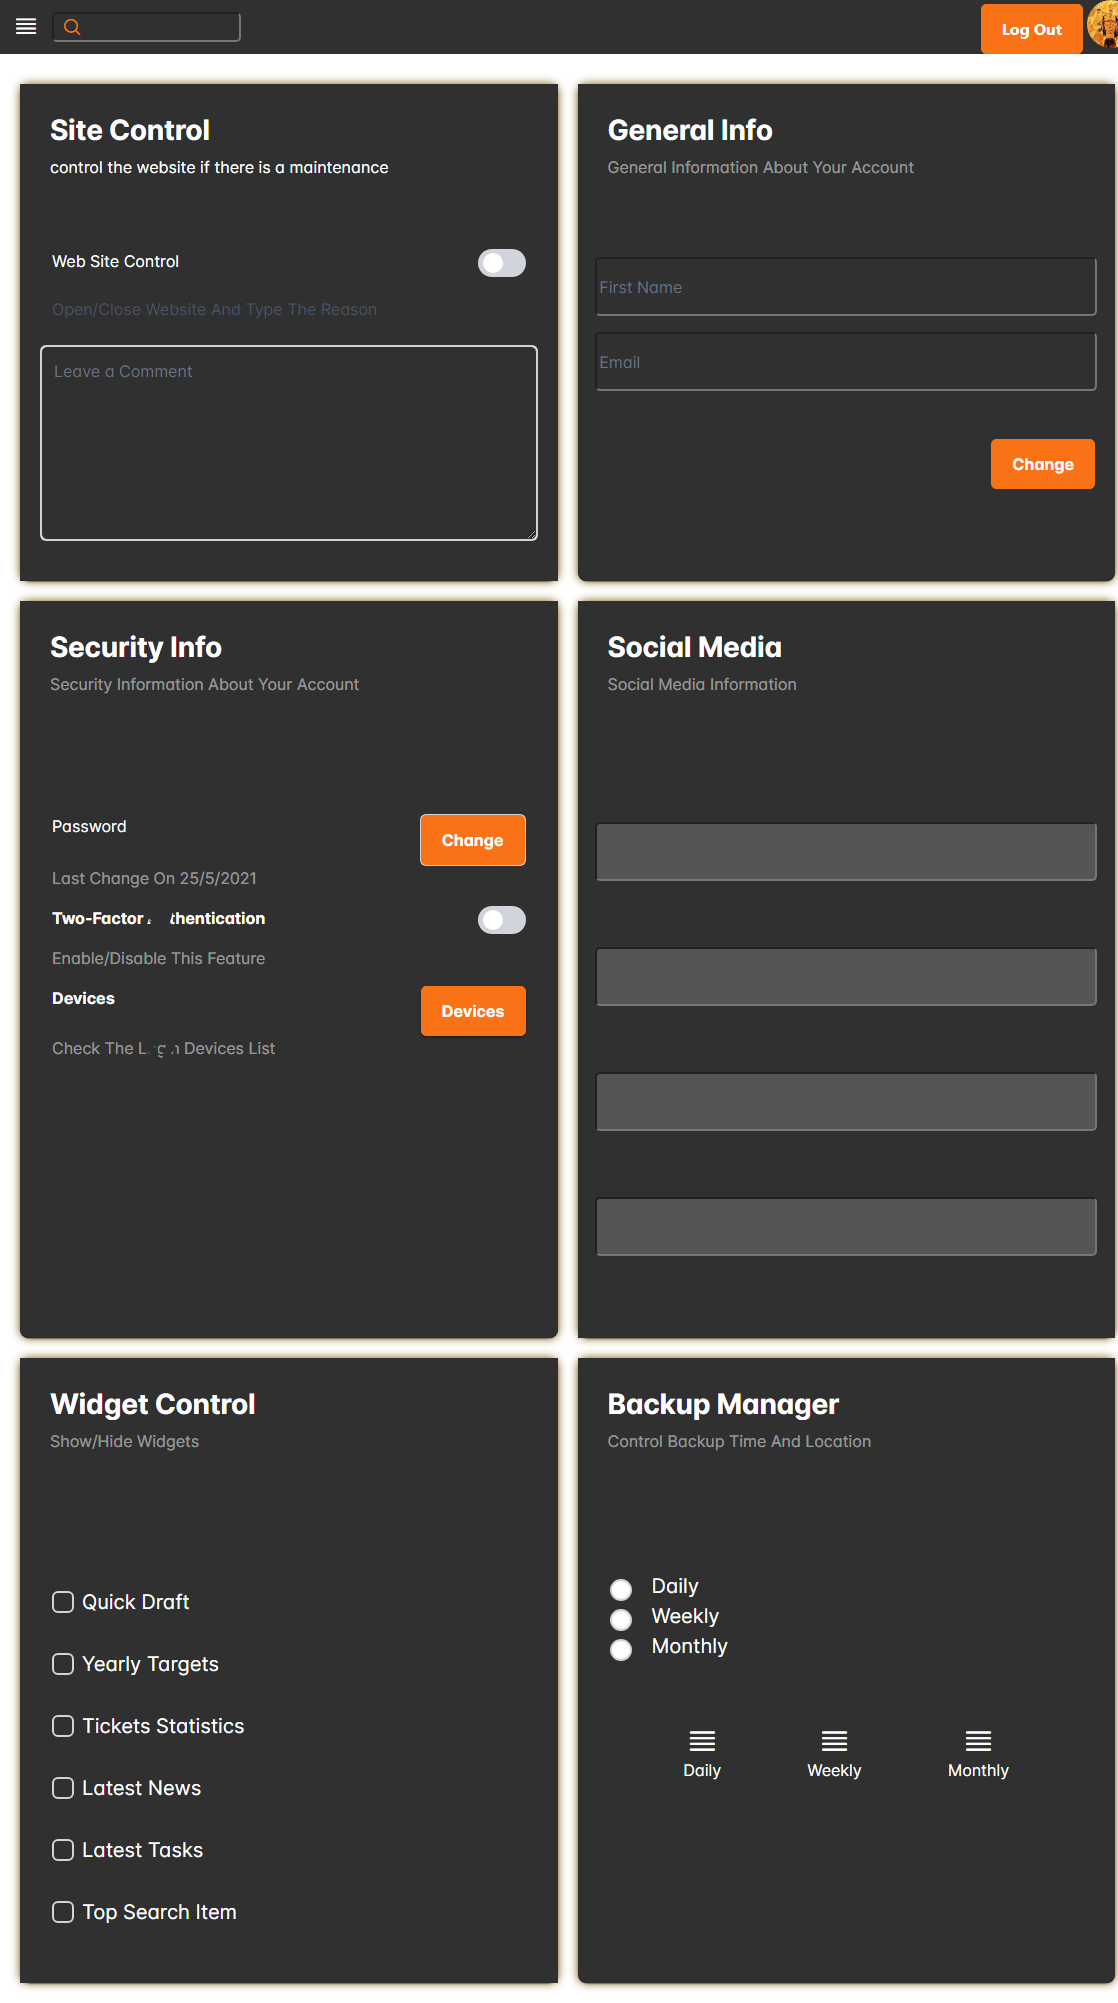 Log Out
Site Control
control the website if there is a maintenance
Web Site Control
Open/Close Website And Type The Reason
Leave a Comment
General Info
General Information About Your Account
First Name
Email
Change
Security Info
Security Information About Your Account
Password
Change
Last Change On 25/5/2021
Two-Factor
Enable/Disable This Feature
Devices
Devices
Check The Devices List
Social Media
Social Media Information
Widget Control
Show/Hide Widgets
Quick Draft
Yearly Targets
Tickets Statistics
Latest News
Latest Tasks
Top Search Item
Backup Manager
Control Backup Time And Location
Daily
Weekly
Monthly
Daily Weekly Monthly